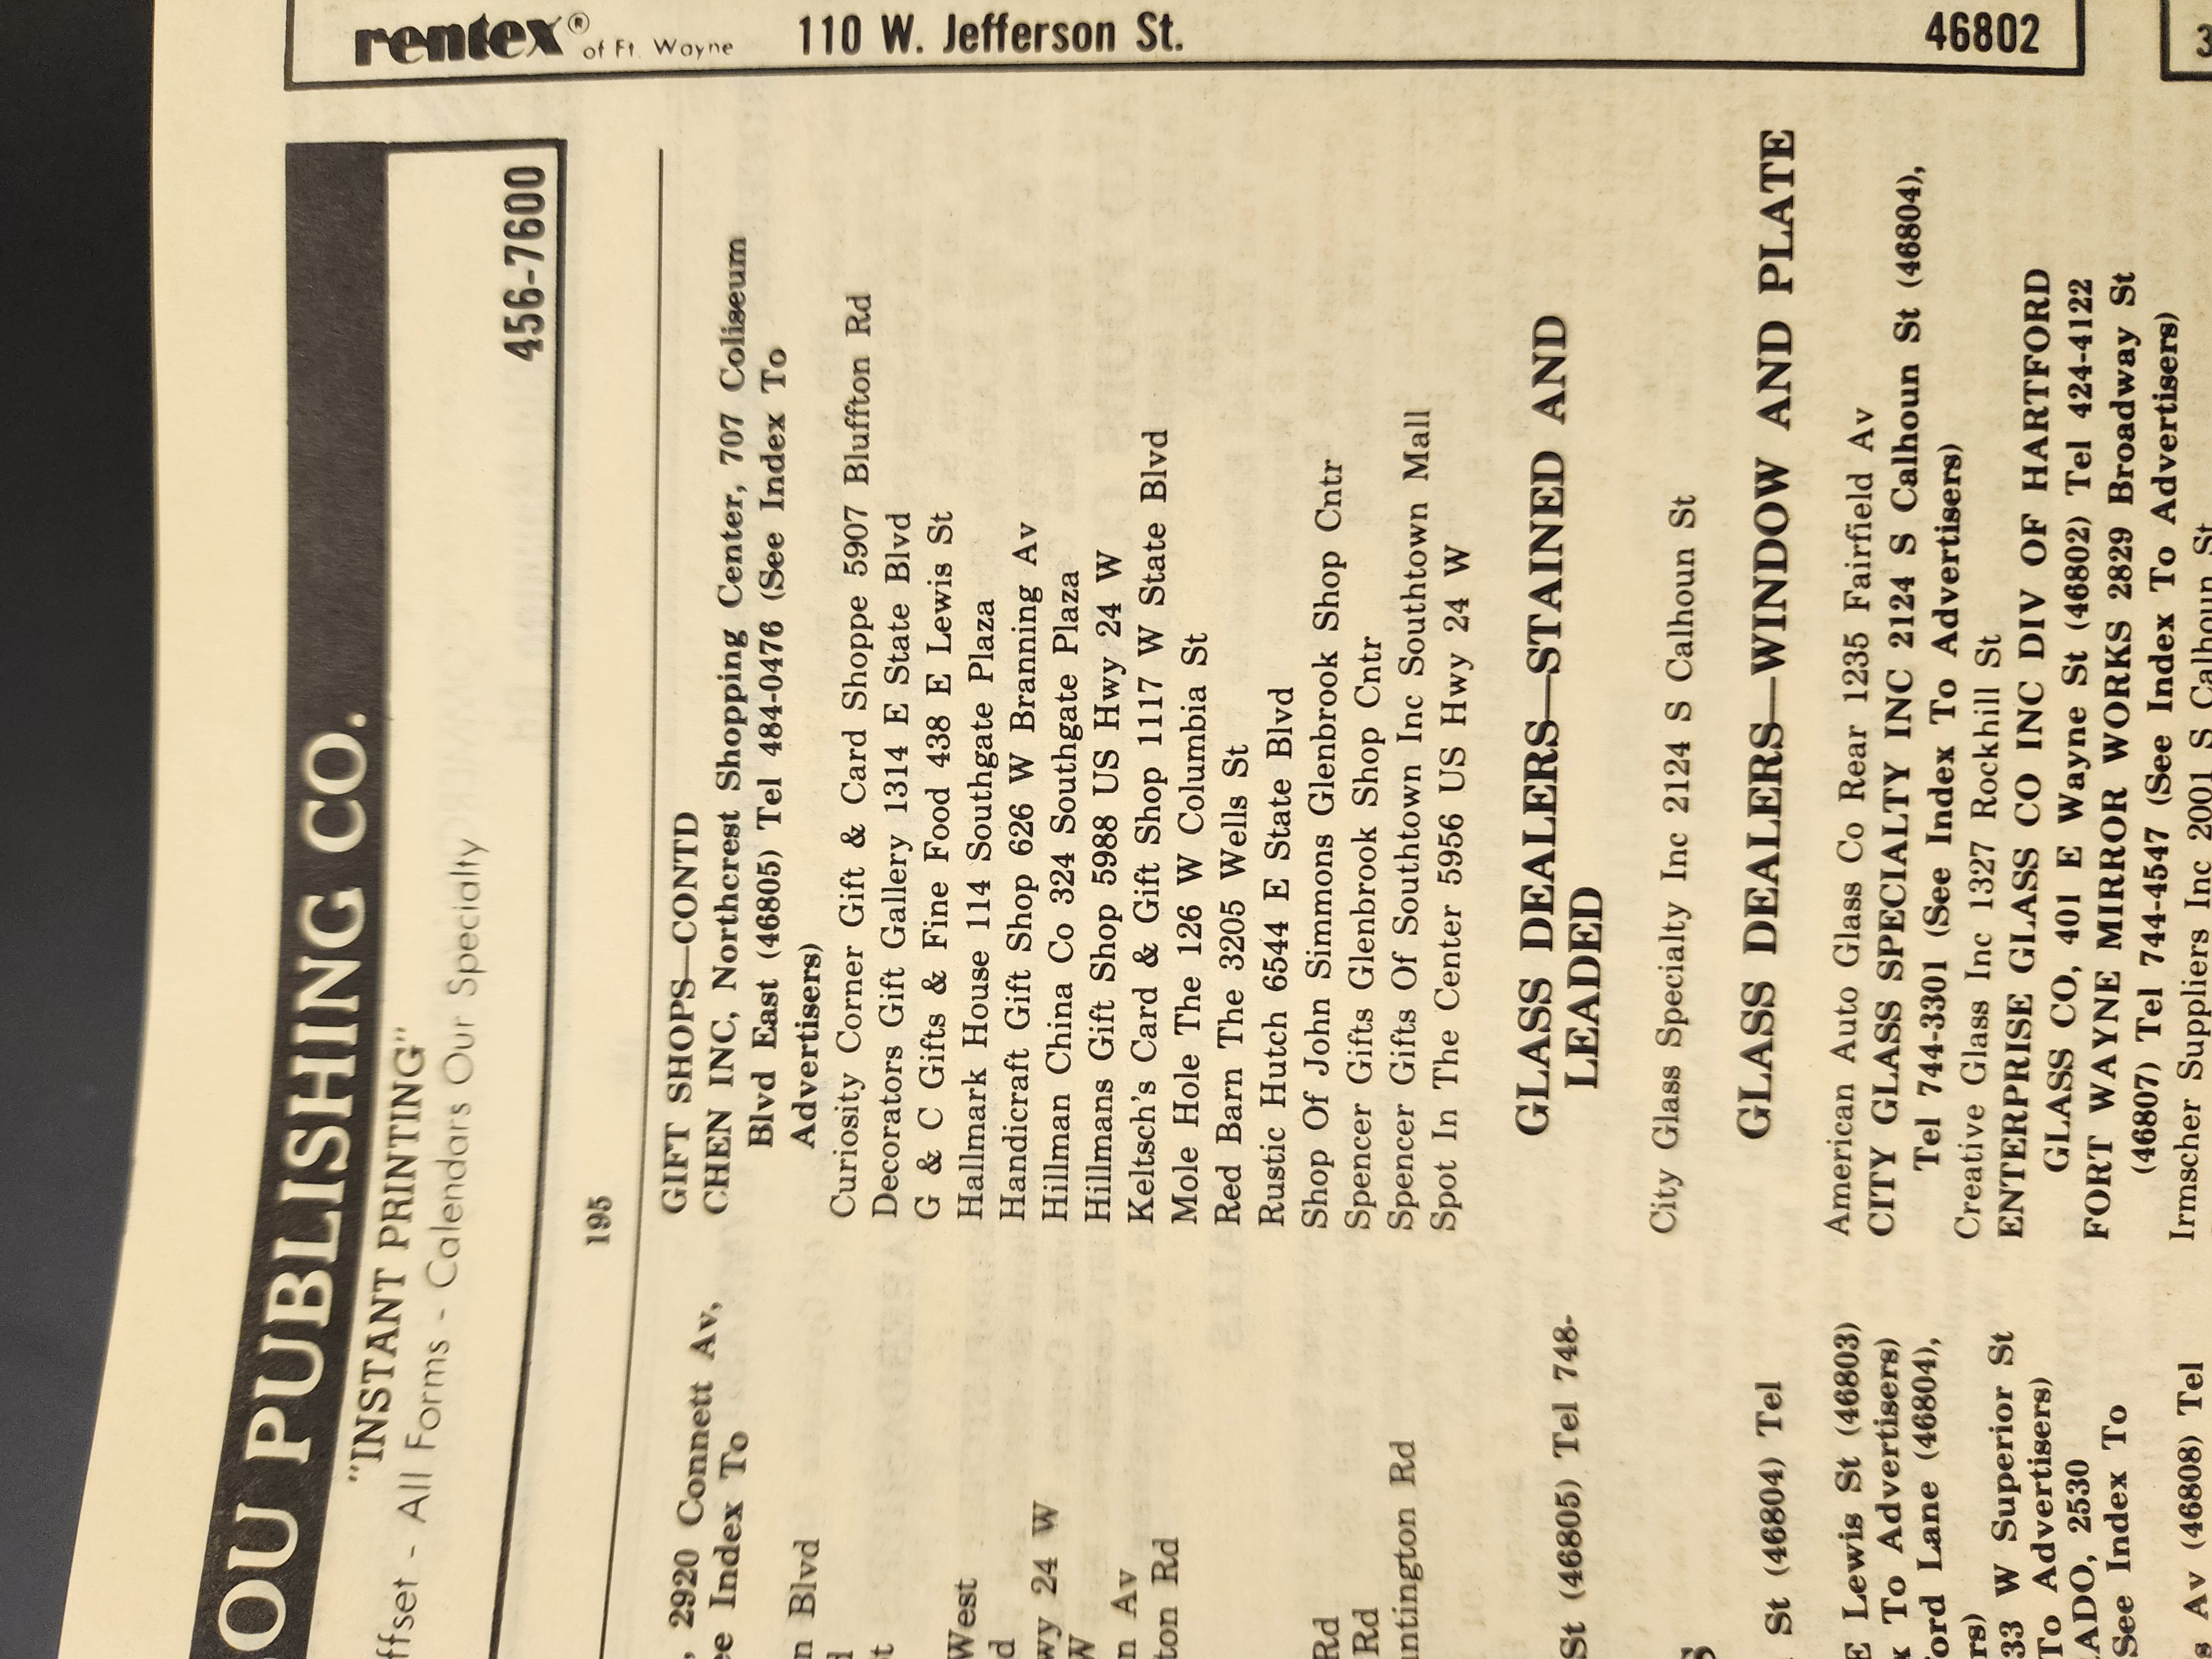 rentex® of Ft. Wayne 110 W. Jefferson St. 46802
OU PUBLISHING CO.
"INSTANT PRINTING"
ffset - All Forms - Calendars Our Specialty
456-7600
195
, 2920 Connett Av,
ee Index To
n Blvd
West
wy 24 W
n Av
ton Rd
Rd
Rd
untington Rd
St (46805) Tel 748-
St (46804) Tel
E Lewis St (46803)
x To Advertisers)
ord Lane (46804),
rs)
33 W Superior St
To Advertisers)
ADO, 2530
See Index To
s Av (46808) Tel
GIFT SHOPS—CONTD
CHEN INC, Northcrest Shopping Center, 707 Coliseum
Blvd East (46805) Tel 484-0476 (See Index To
Advertisers)
Curiosity Corner Gift & Card Shoppe 5907 Bluffton Rd
Decorators Gift Gallery 1314 E State Blvd
G & C Gifts & Fine Food 438 E Lewis St
Hallmark House 114 Southgate Plaza
Handicraft Gift Shop 626 W Branning Av
Hillman China Co 324 Southgate Plaza
Hillmans Gift Shop 5988 US Hwy 24 W
Keltsch's Card & Gift Shop 1117 W State Blvd
Mole Hole The 126 W Columbia St
Red Barn The 3205 Wells St
Rustic Hutch 6544 E State Blvd
Shop Of John Simmons Glenbrook Shop Cntr
Spencer Gifts Glenbrook Shop Cntr
Spencer Gifts Of Southtown Inc Southtown Mall
Spot In The Center 5956 US Hwy 24 W
GLASS DEALERS—STAINED AND
LEADED
City Glass Specialty Inc 2124 S Calhoun St
GLASS DEALERS—WINDOW AND PLATE
American Auto Glass Co Rear 1235 Fairfield Av
CITY GLASS SPECIALTY INC 2124 S Calhoun St (46804),
Tel 744-3301 (See Index To Advertisers)
Creative Glass Inc 1327 Rockhill St
ENTERPRISE GLASS CO INC DIV OF HARTFORD
GLASS CO, 401 E Wayne St (46802) Tel 424-4122
FORT WAYNE MIRROR WORKS 2829 Broadway St
(46807) Tel 744-4547 (See Index To Advertisers)
Irmscher Suppliers Inc 2001 S Calhoun St